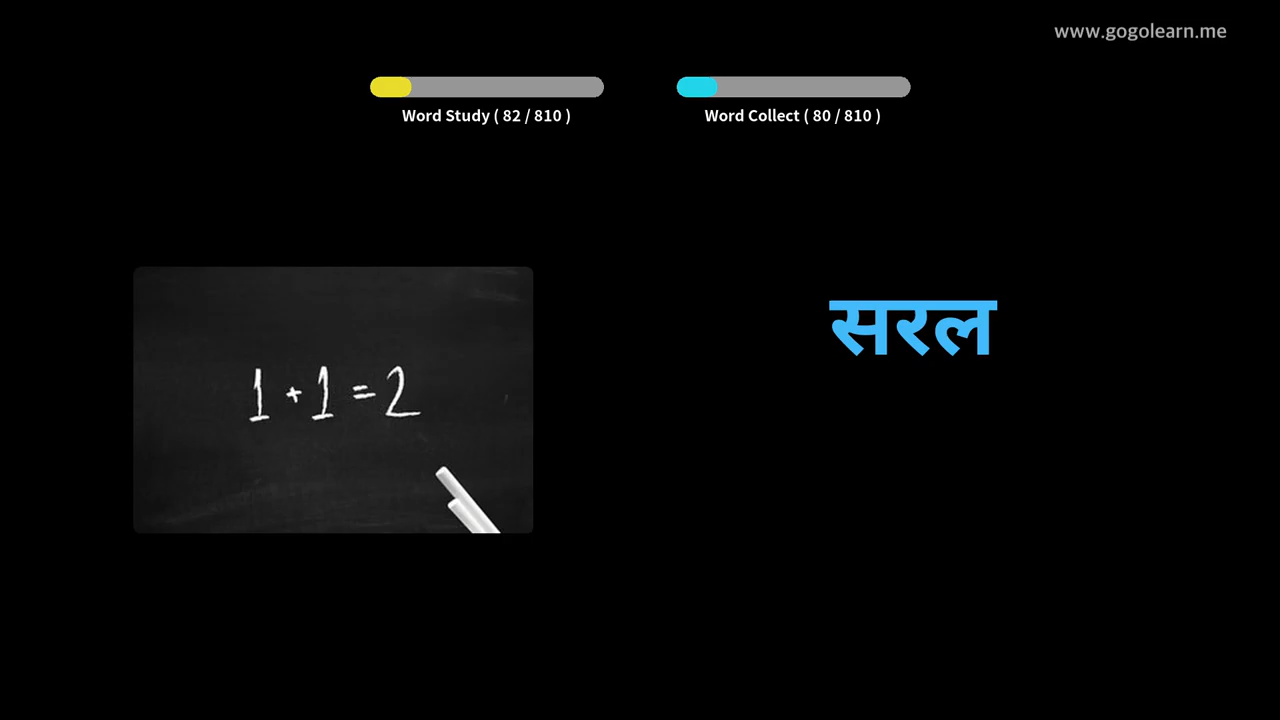 www.gogolearn.me
Word Study ( 82 / 810 )
Word Collect ( 80 / 810 )
1 + 1 = 2
सरल